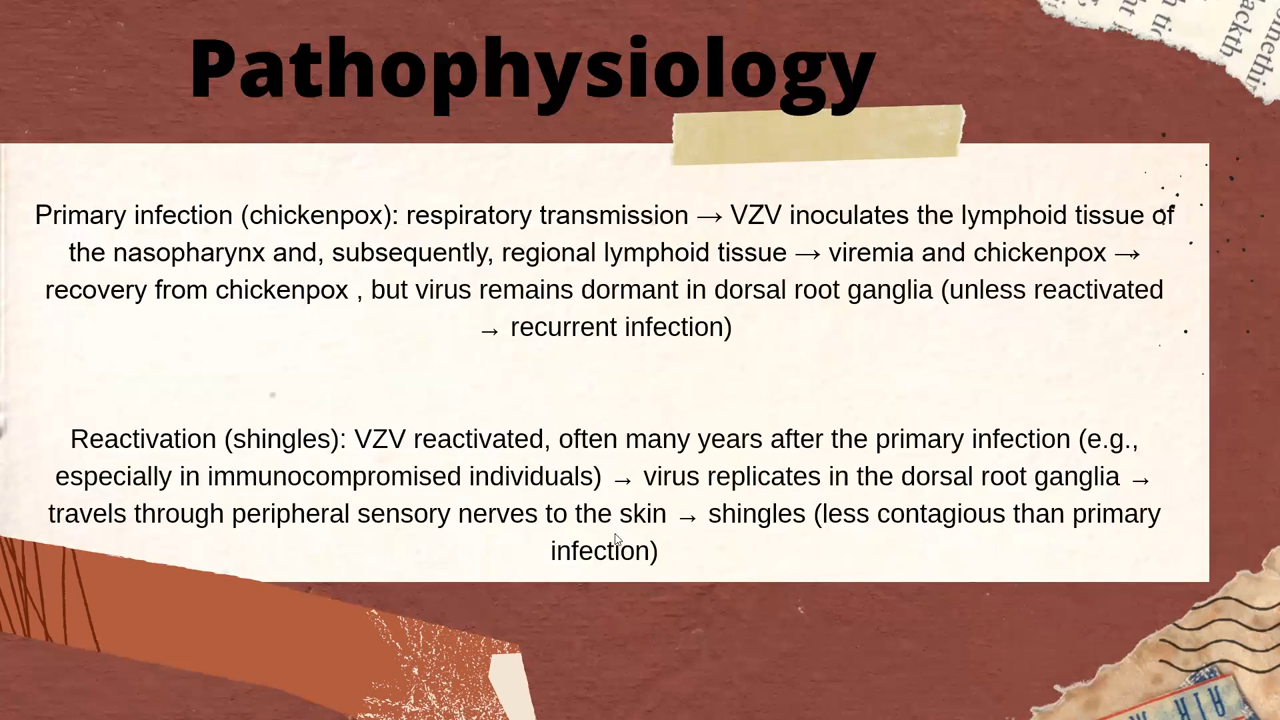 Pathophysiology
Primary infection (chickenpox): respiratory transmission → VZV inoculates the lymphoid tissue of
the nasopharynx and, subsequently, regional lymphoid tissue → viremia and chickenpox →
recovery from chickenpox , but virus remains dormant in dorsal root ganglia (unless reactivated
→ recurrent infection)
Reactivation (shingles): VZV reactivated, often many years after the primary infection (e.g.,
especially in immunocompromised individuals) → virus replicates in the dorsal root ganglia →
travels through peripheral sensory nerves to the skin → shingles (less contagious than primary
infection)
AIR